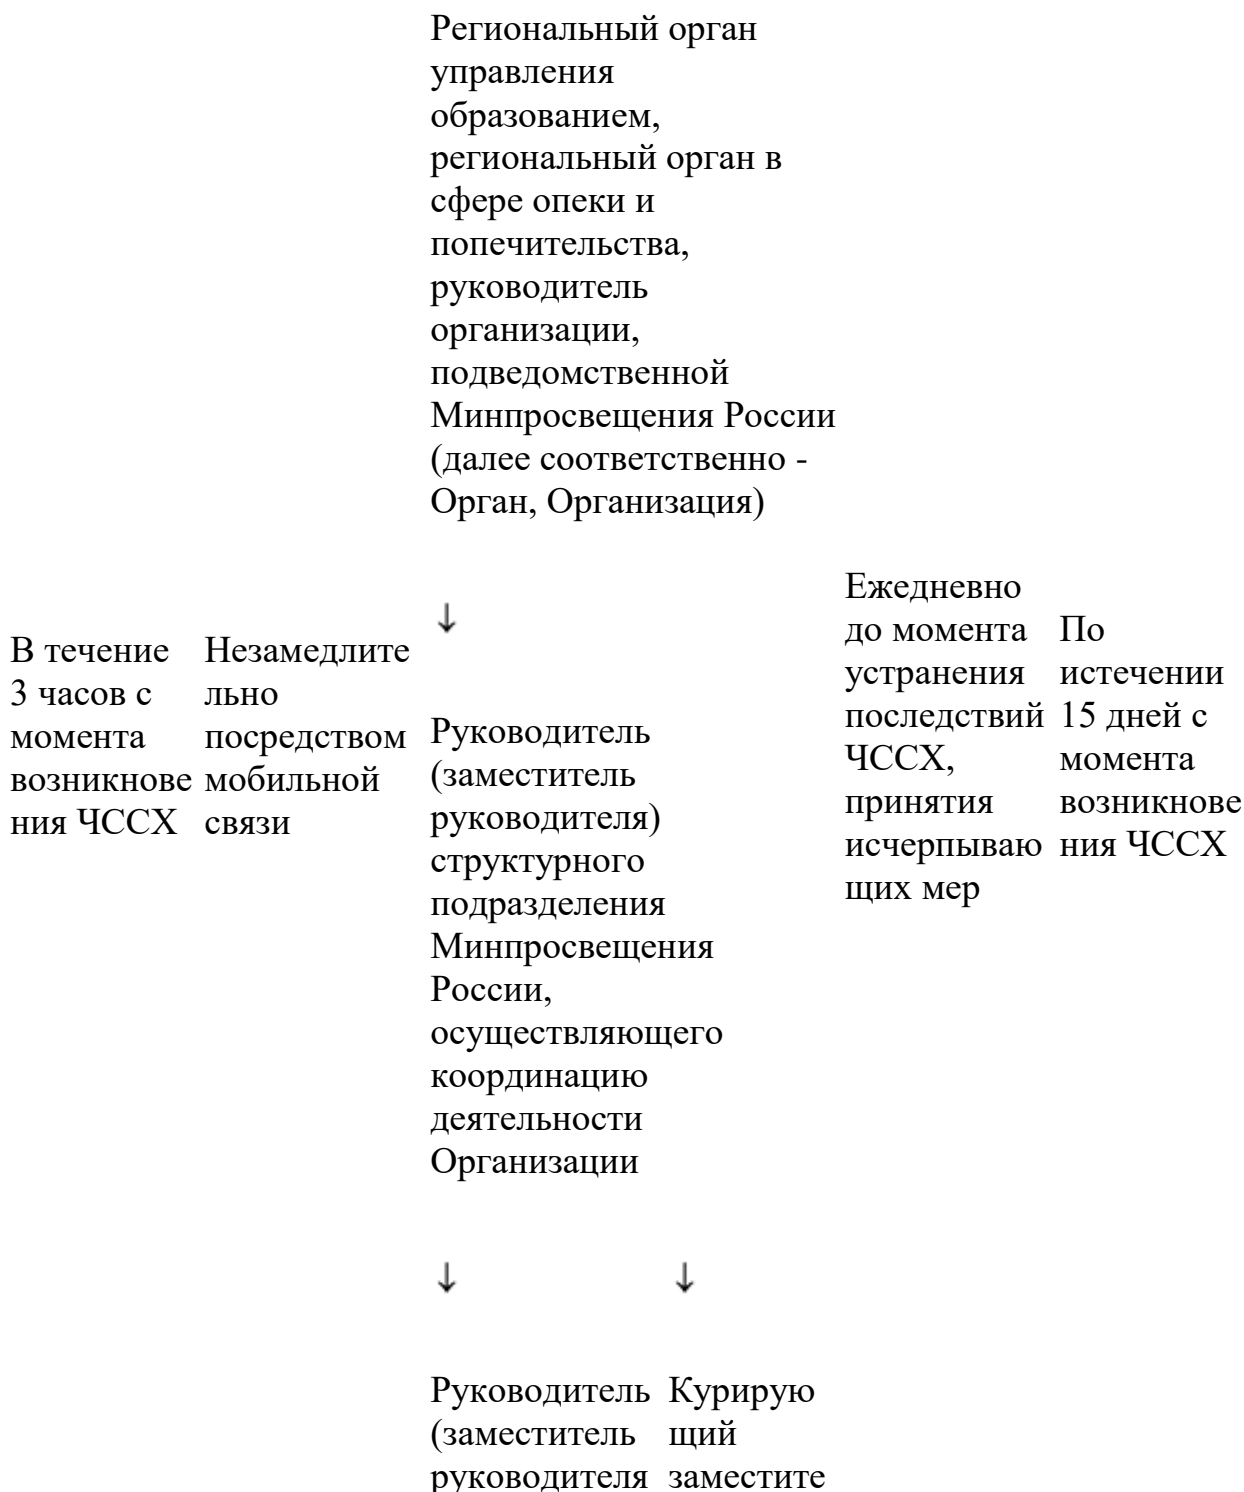 Региональный орган
управления
образованием,
региональный орган в
сфере опеки и
попечительства,
руководитель
организации,
подведомственной
Минпросвещения России
(далее соответственно -
Орган, Организация)
В течение
3 часов с
момента
возникнове
ния ЧССХ
Незамедлите
льно
посредством
мобильной
связи
↓
Руководитель
(заместитель
руководителя)
структурного
подразделения
Минпросвещения
России,
осуществляющего
координацию
деятельности
Организации
Ежедневно
до момента
устранения
последствий
ЧССХ,
принятия
исчерпываю
щих мер
По
истечении
15 дней с
момента
возникнове
ния ЧССХ
↓ ↓
Руководитель
(заместитель
руководителя
Курирую
щий
заместите